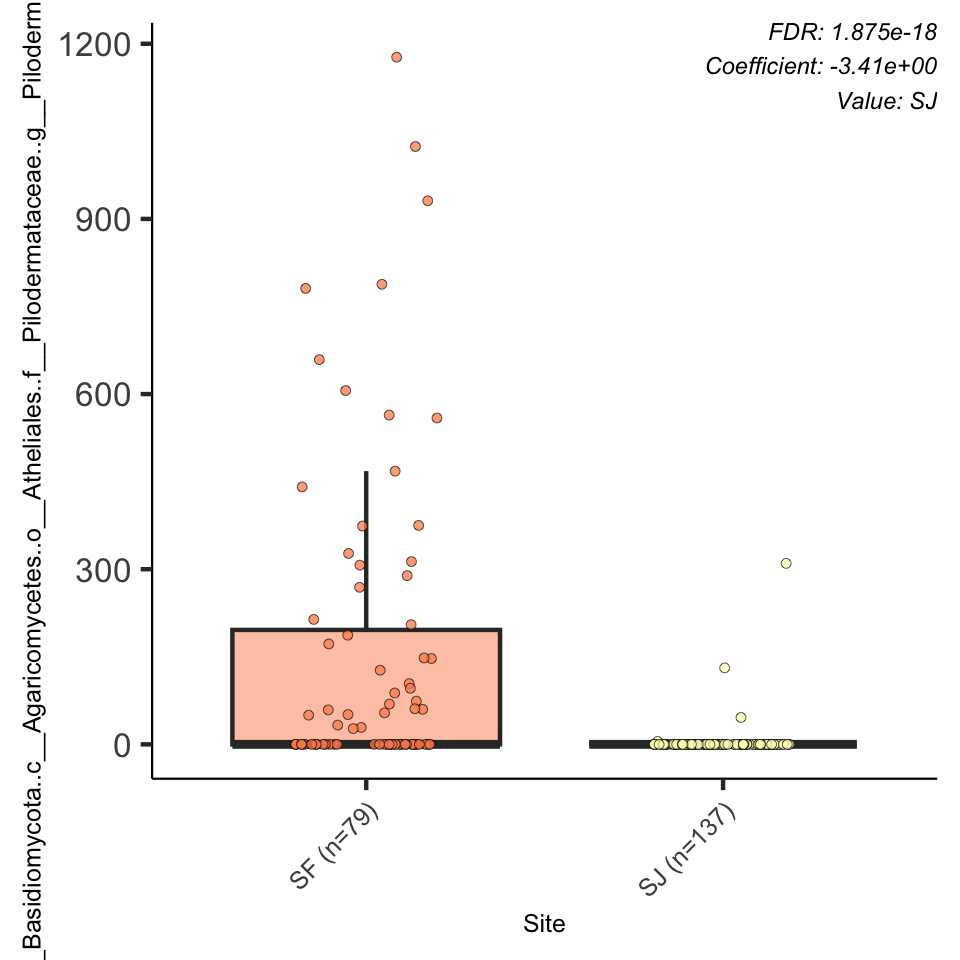 FDR: 1.875e-18
Coefficient: -3.41e+00
Value: SJ
_Basidiomycota..c__Agaricomycetes..o__Atheliales..f__Pilodermataceae..g__Piloderm
1200
900
600
300
0
SF (n=79)
SJ (n=137)
Site